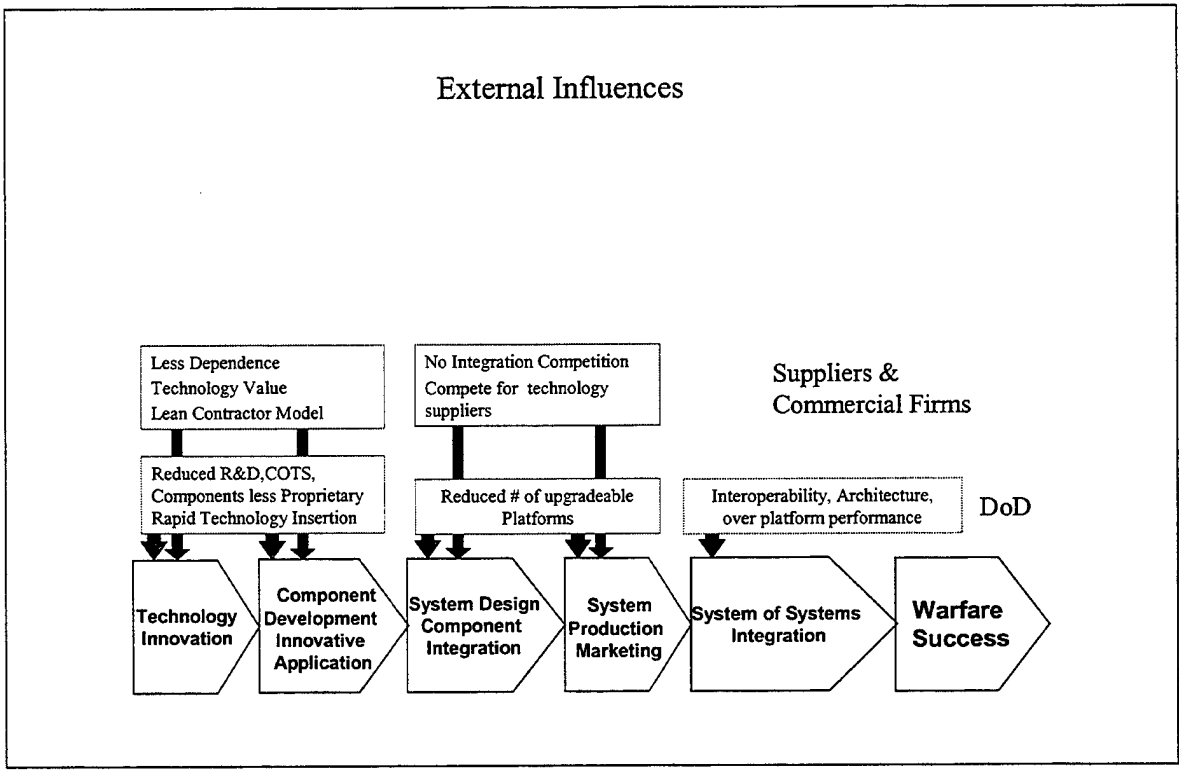 External Influences
Less Dependence
Technology Value
Lean Contractor Model
No Integration Competition
Compete for technology
suppliers
Suppliers &
Commercial Firms
Reduced R&D,COTS,
Components less Proprietary
Rapid Technology Insertion
Reduced # of upgradeable
Platforms
Interoperability, Architecture,
over platform performance
DoD
Technology
Innovation
Component
Development
Innovative
Application
System Design
Component
Integration
System
Production
Marketing
System of Systems
Integration
Warfare
Success